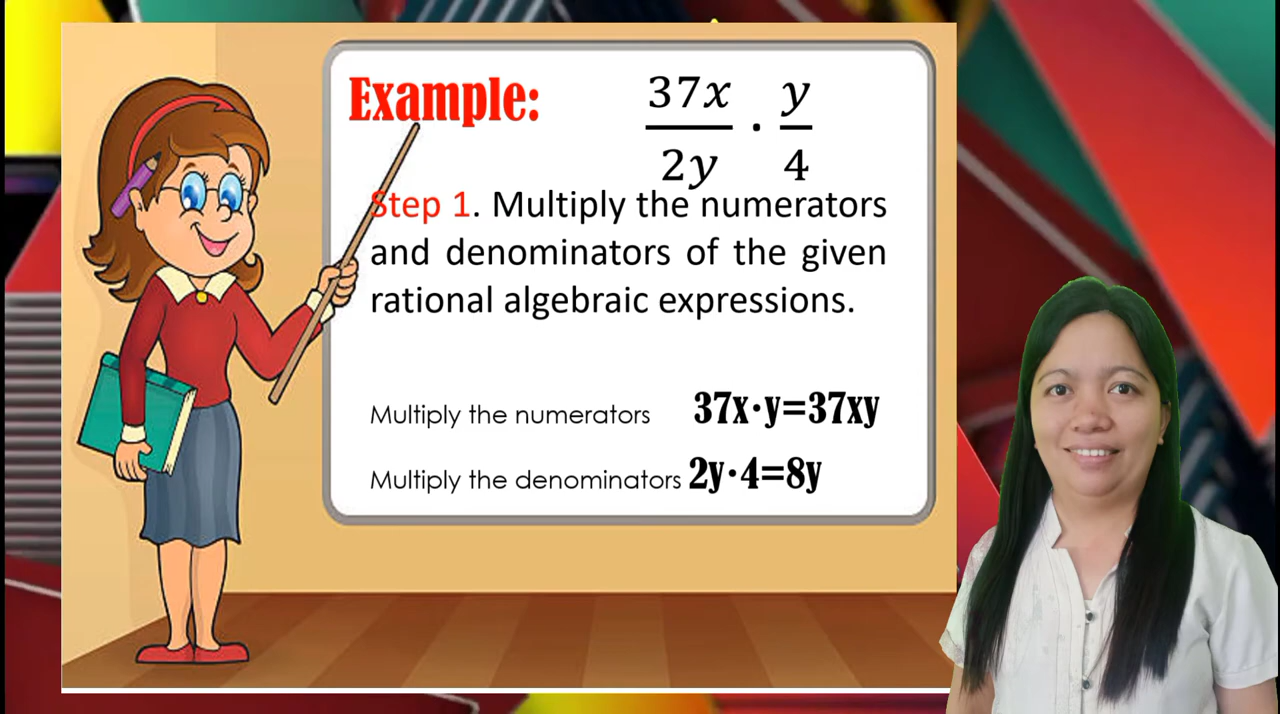 Example:
37x/2y · y/4
Step 1. Multiply the numerators
and denominators of the given
rational algebraic expressions.
Multiply the numerators 37x·y=37xy
Multiply the denominators 2y·4=8y